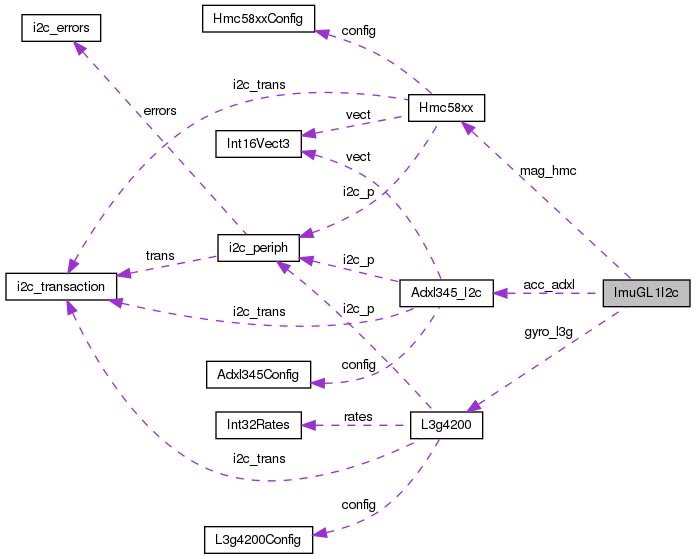 Hmc58xxConfig
i2c_errors
config
i2c_trans
Hmc58xx
errors
vect
Int16Vect3
vect
mag_hmc
i2c_p
i2c_periph
trans
i2c_p
i2c_transaction
acc_adxl
Adxl345_I2c
ImuGL1I2c
i2c_trans
i2c_p
gyro_l3g
config
Adxl345Config
rates
Int32Rates
L3g4200
i2c_trans
config
L3g4200Config